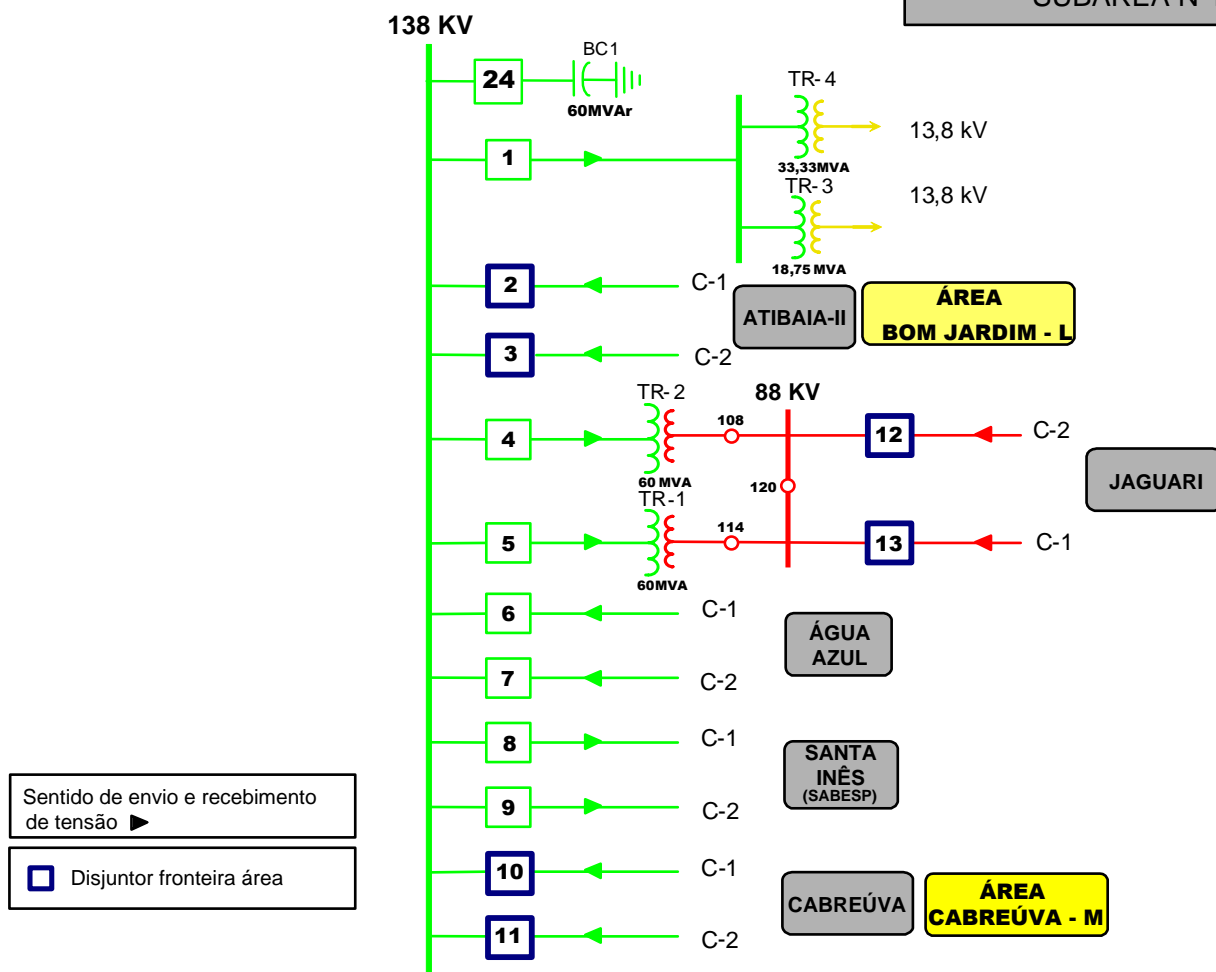 138 KV
24
BC1
60MVAr
TR-4
33,33MVA
13,8 kV
1
TR-3
18,75 MVA
13,8 kV
2
C-1
3
C-2
ATIBAIA-II
ÁREA
BOM JARDIM - L
4
TR-2
60 MVA
108
88 KV
12
C-2
120
JAGUARI
5
TR-1
60MVA
114
13
C-1
6
C-1
7
C-2
ÁGUA
AZUL
8
C-1
9
C-2
SANTA
INÊS
(SABESP)
10
C-1
11
C-2
CABREÚVA
ÁREA
CABREÚVA - M
Sentido de envio e recebimento
de tensão
Disjuntor fronteira área